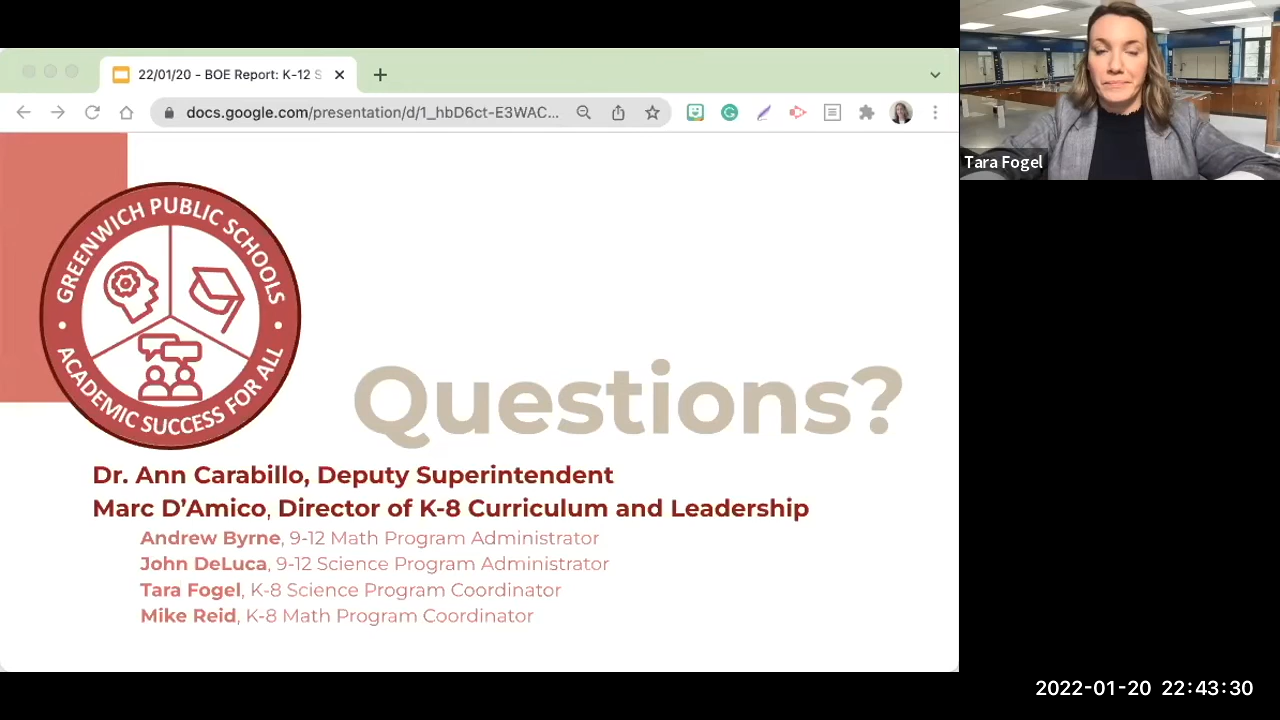 22/01/20 - BOE Report: K-12 S
docs.google.com/presentation/d/1_hbD6ct-E3WAC...
Tara Fogel
GREENWICH PUBLIC SCHOOLS
ACADEMIC SUCCESS FOR ALL
Questions?
Dr. Ann Carabillo, Deputy Superintendent
Marc D’Amico, Director of K-8 Curriculum and Leadership
Andrew Byrne, 9-12 Math Program Administrator
John DeLuca, 9-12 Science Program Administrator
Tara Fogel, K-8 Science Program Coordinator
Mike Reid, K-8 Math Program Coordinator
2022-01-20 22:43:30